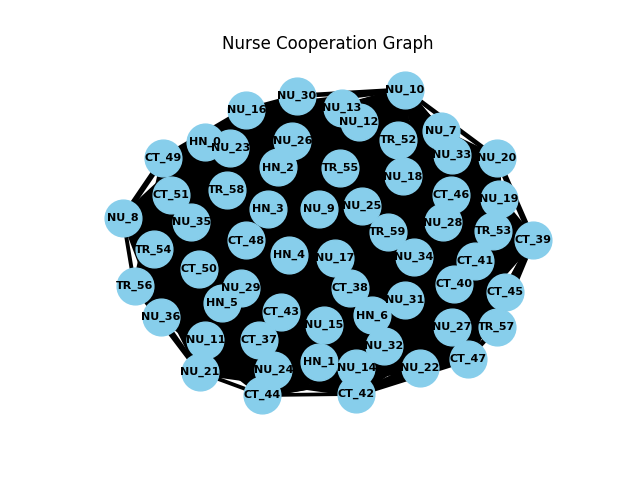 Nurse Cooperation Graph
NU_10
NU_30
NU_13
NU_16
NU_12
NU_7
TR_52
HN_0
NU_26
NU_23
NU_33
CT_49
NU_20
HN_2
TR_55
NU_18
TR_58
CT_51
CT_46
NU_19
NU_25
HN_3
NU_9
NU_8
NU_35
NU_28
TR_53
TR_59
CT_48
CT_39
TR_54
HN_4
NU_34
NU_17
CT_41
CT_50
CT_40
TR_56
NU_29
CT_38
CT_45
NU_31
HN_5
CT_43
HN_6
NU_36
NU_15
NU_27
TR_57
NU_11
CT_37
NU_32
CT_47
HN_1
NU_14
NU_22
NU_24
NU_21
CT_42
CT_44